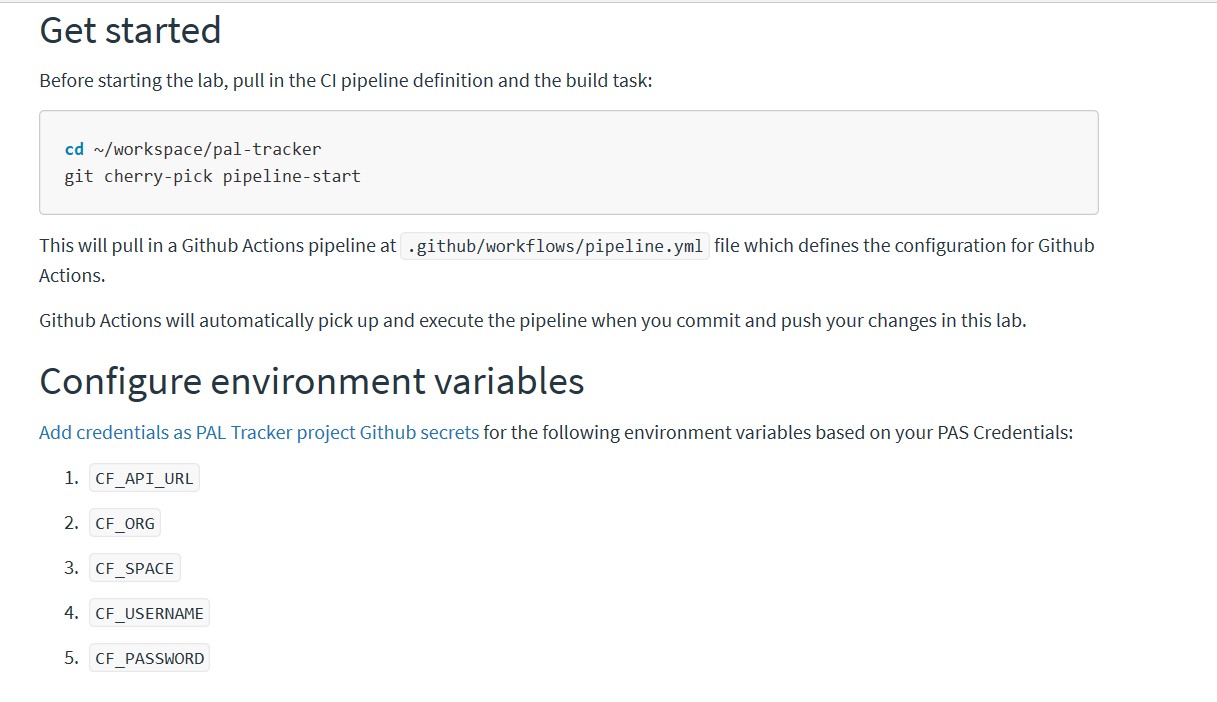 Get started
Before starting the lab, pull in the CI pipeline definition and the build task:
cd ~/workspace/pal-tracker
git cherry-pick pipeline-start
This will pull in a Github Actions pipeline at .github/workflows/pipeline.yml file which defines the configuration for Github
Actions.
Github Actions will automatically pick up and execute the pipeline when you commit and push your changes in this lab.
Configure environment variables
Add credentials as PAL Tracker project Github secrets for the following environment variables based on your PAS Credentials:
1. CF_API_URL
2. CF_ORG
3. CF_SPACE
4. CF_USERNAME
5. CF_PASSWORD